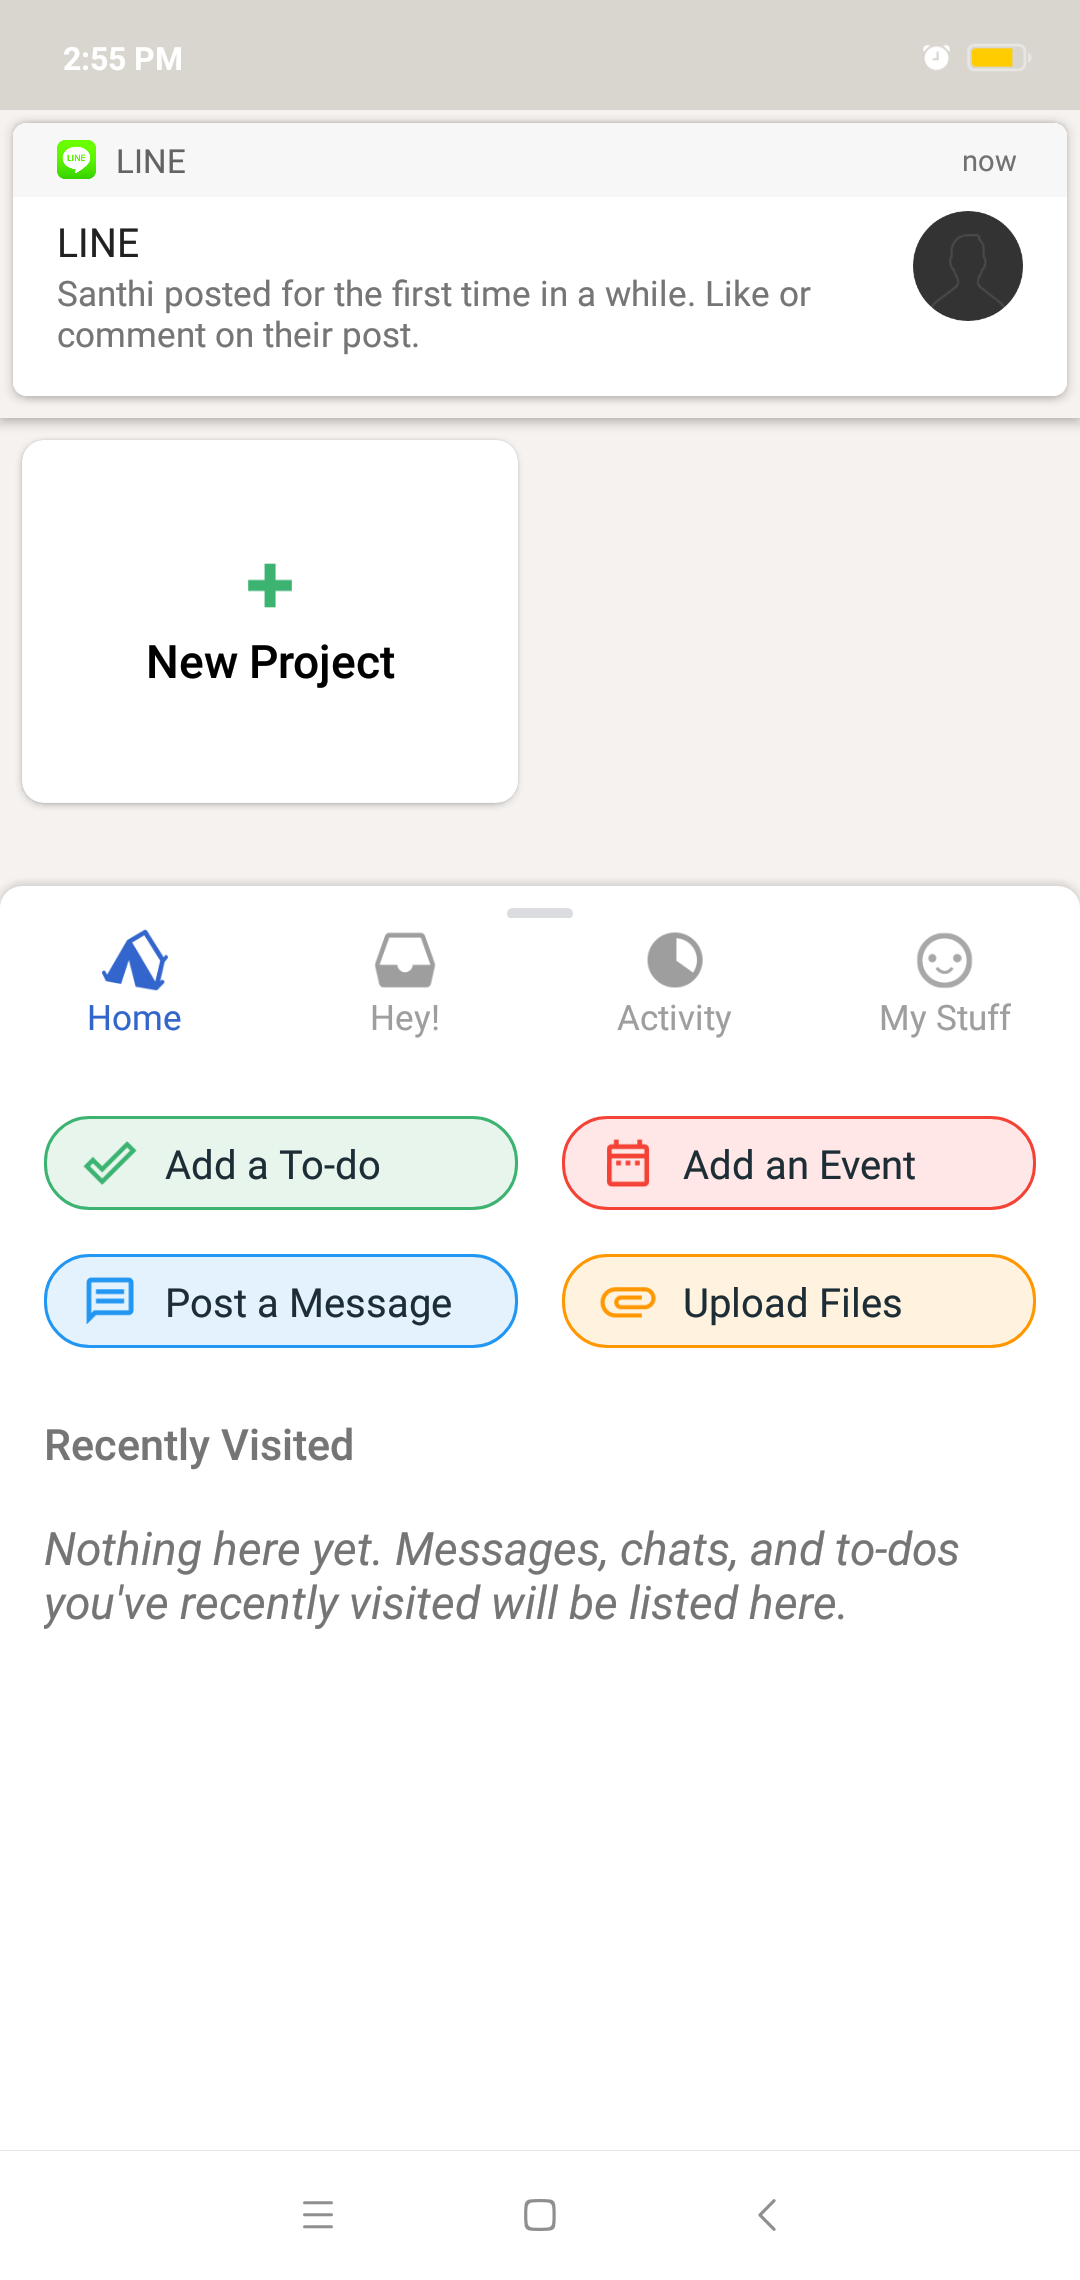 2:55 PM
LINE
LINE
now
LINE
Santhi posted for the first time in a while. Like or
comment on their post.
New Project
Home
Hey!
Activity
My Stuff
Add a To-do
Add an Event
Post a Message
Upload Files
Recently Visited
Nothing here yet. Messages, chats, and to-dos
you've recently visited will be listed here.